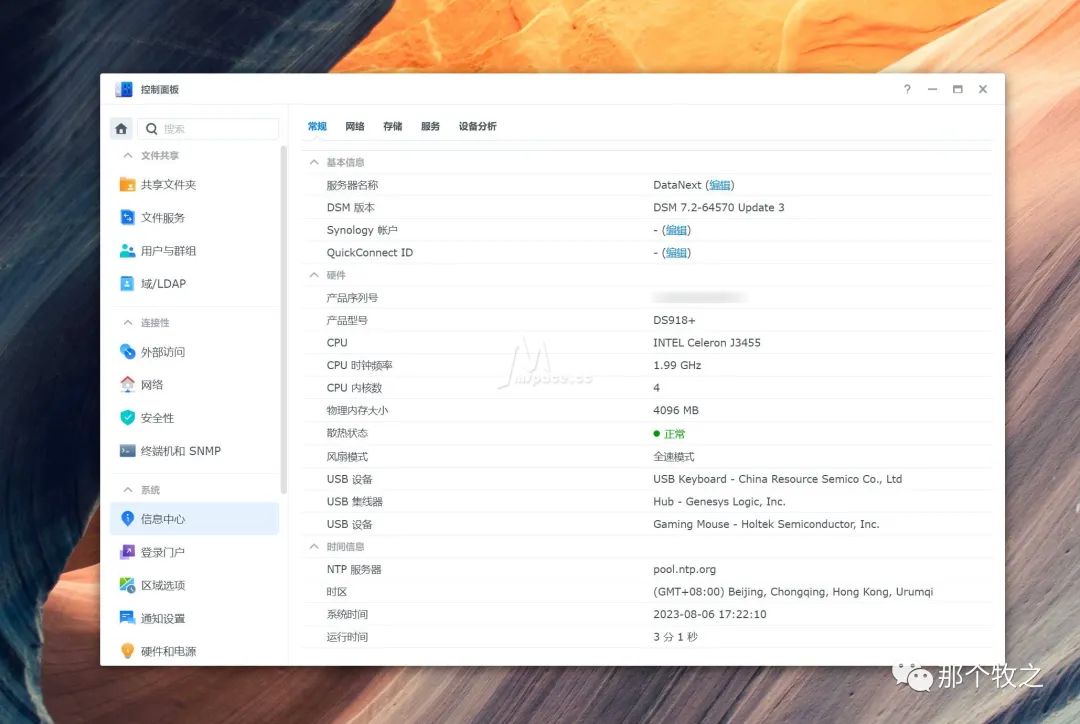 控制面板
搜索
常规 网络 存储 服务 设备分析
文件共享
共享文件夹
文件服务
用户与群组
域/LDAP
连接性
外部访问
网络
安全性
终端机和 SNMP
系统
信息中心
登录门户
区域选项
通知设置
硬件和电源
基本信息
服务器名称 DataNext (编辑)
DSM 版本 DSM 7.2-64570 Update 3
Synology 帐户 - (编辑)
QuickConnect ID - (编辑)
硬件
产品序列号
产品型号 DS918+
CPU INTEL Celeron J3455
CPU 时钟频率 1.99 GHz
CPU 内核数 4
物理内存大小 4096 MB
散热状态 正常
风扇模式 全速模式
USB 设备 USB Keyboard - China Resource Semico Co., Ltd
USB 集线器 Hub - Genesys Logic, Inc.
USB 设备 Gaming Mouse - Holtek Semiconductor, Inc.
时间信息
NTP 服务器 pool.ntp.org
时区 (GMT+08:00) Beijing, Chongqing, Hong Kong, Urumqi
系统时间 2023-08-06 17:22:10
运行时间 3 分 1 秒
那个牧之